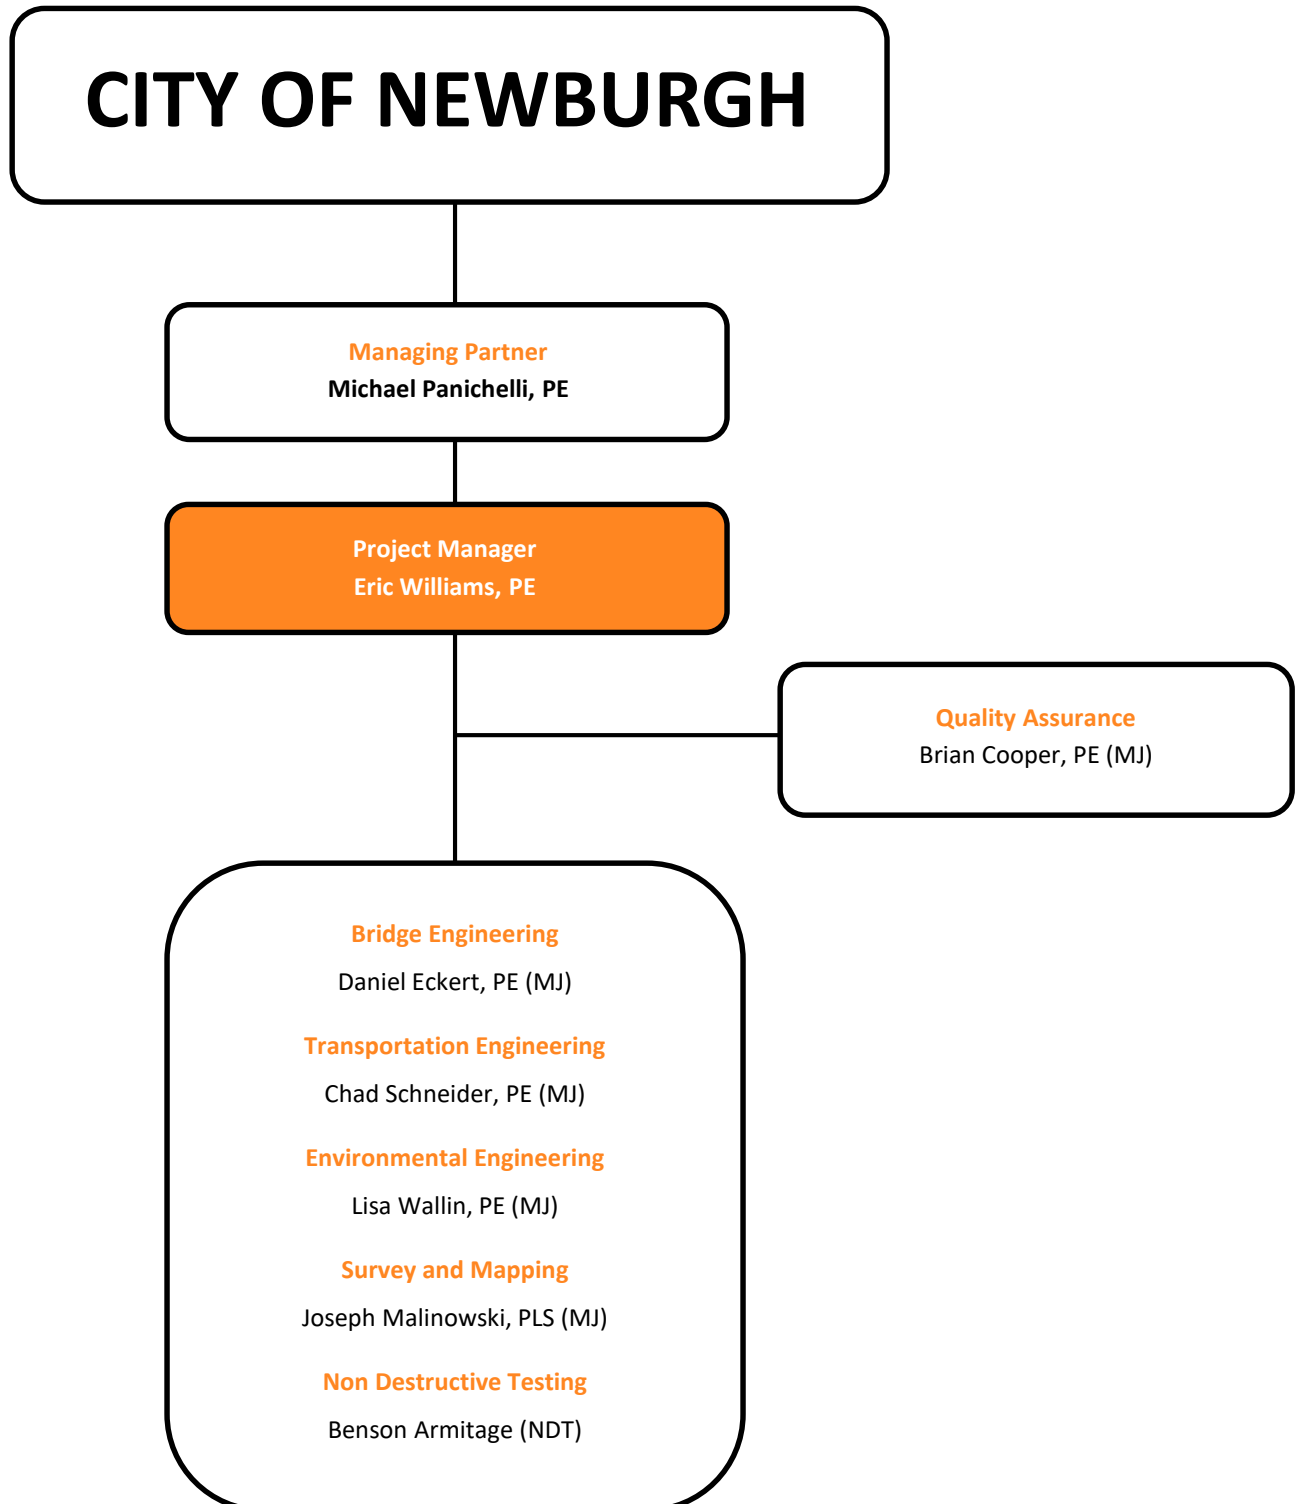 CITY OF NEWBURGH
Managing Partner
Michael Panichelli, PE
Project Manager
Eric Williams, PE
Quality Assurance
Brian Cooper, PE (MJ)
Bridge Engineering
Daniel Eckert, PE (MJ)
Transportation Engineering
Chad Schneider, PE (MJ)
Environmental Engineering
Lisa Wallin, PE (MJ)
Survey and Mapping
Joseph Malinowski, PLS (MJ)
Non Destructive Testing
Benson Armitage (NDT)